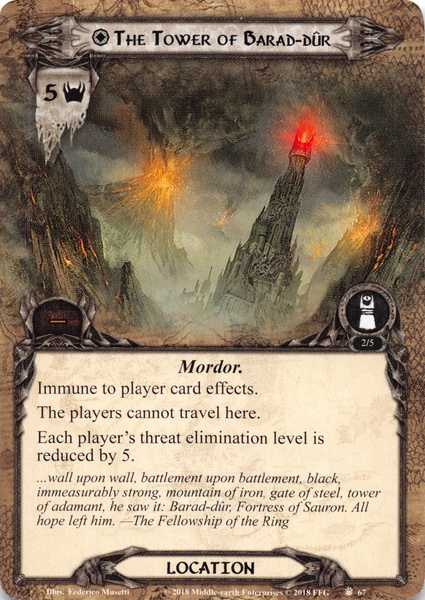 THE TOWER OF BARAD-DÛR
5
–
2/5
Mordor.
Immune to player card effects.
The players cannot travel here.
Each player's threat elimination level is
reduced by 5.
...wall upon wall, battlement upon battlement, black,
immeasurably strong, mountain of iron, gate of steel, tower
of adamant, he saw it: Barad-dûr, Fortress of Sauron. All
hope left him. —The Fellowship of the Ring
LOCATION
Illus. Federico Musetti © 2018 Middle-earth Enterprises © 2018 FFG 67